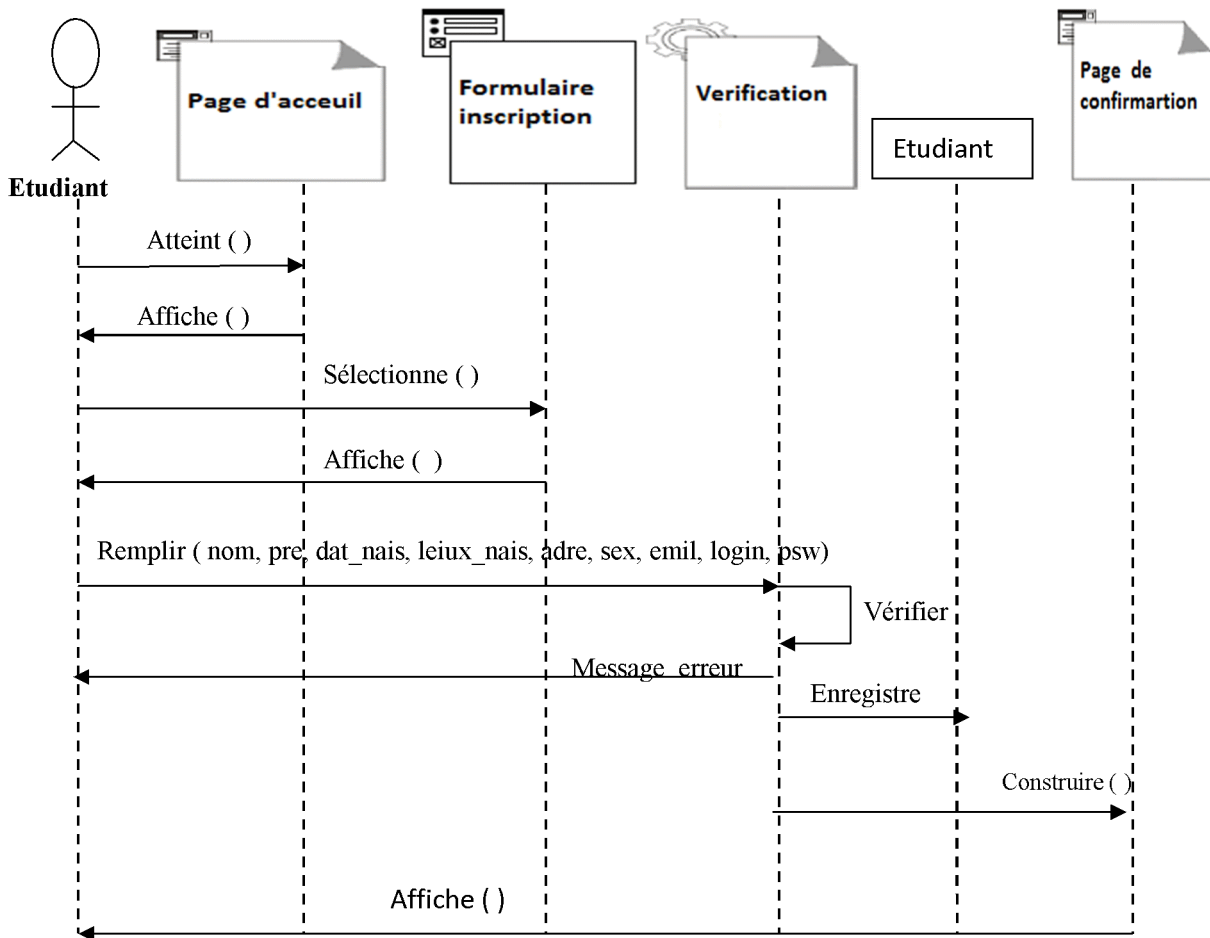 Page d'acceuil
Formulaire
inscription
Verification
Etudiant
Page de
confirmartion
Etudiant
Atteint ( )
Affiche ( )
Sélectionne ( )
Affiche ( )
Remplir ( nom, pre, dat_nais, leiux_nais, adre, sex, emil, login, psw)
Vérifier
Message erreur
Enregistre
Construire ( )
Affiche ( )